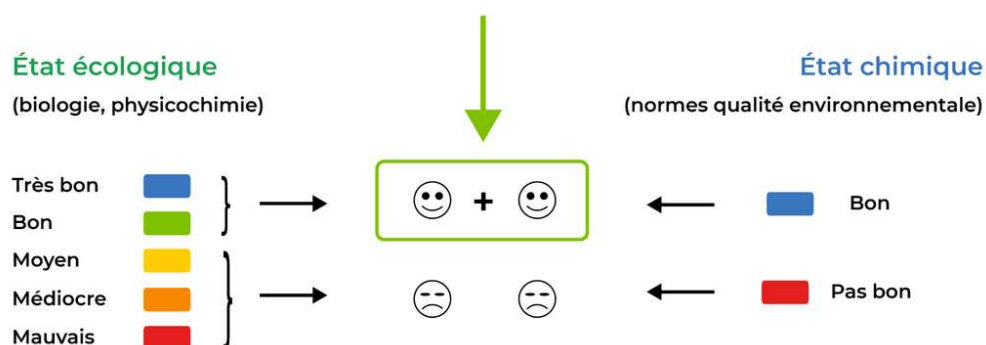 État écologique
(biologie, physicochimie)
État chimique
(normes qualité environnementale)
Très bon
Bon
Moyen
Médiocre
Mauvais
+
Bon
Pas bon